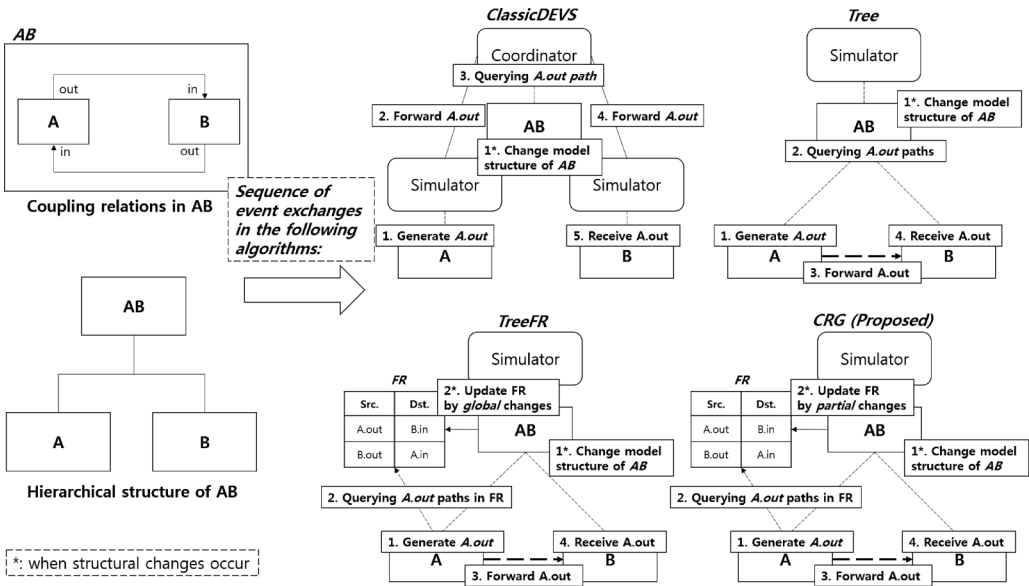 AB
out
in
A
B
in
out
Coupling relations in AB
AB
A
B
Hierarchical structure of AB
*: when structural changes occur
Sequence of
event exchanges
in the following
algorithms:
ClassicDEVS
Coordinator
3. Querying A.out path
2. Forward A.out
4. Forward A.out
AB
1*. Change model
structure of AB
Simulator
Simulator
1. Generate A.out
5. Receive A.out
A
B
Tree
Simulator
1*. Change model
structure of AB
AB
2. Querying A.out paths
1. Generate A.out
4. Receive A.out
A
B
3. Forward A.out
TreeFR
Simulator
FR
2*. Update FR
by global changes
Src.
Dst.
A.out
B.in
B.out
A.in
AB
1*. Change model
structure of AB
2. Querying A.out paths in FR
1. Generate A.out
4. Receive A.out
A
B
3. Forward A.out
CRG (Proposed)
Simulator
FR
2*. Update FR
by partial changes
Src.
Dst.
A.out
B.in
B.out
A.in
AB
1*. Change model
structure of AB
2. Querying A.out paths in FR
1. Generate A.out
4. Receive A.out
A
B
3. Forward A.out